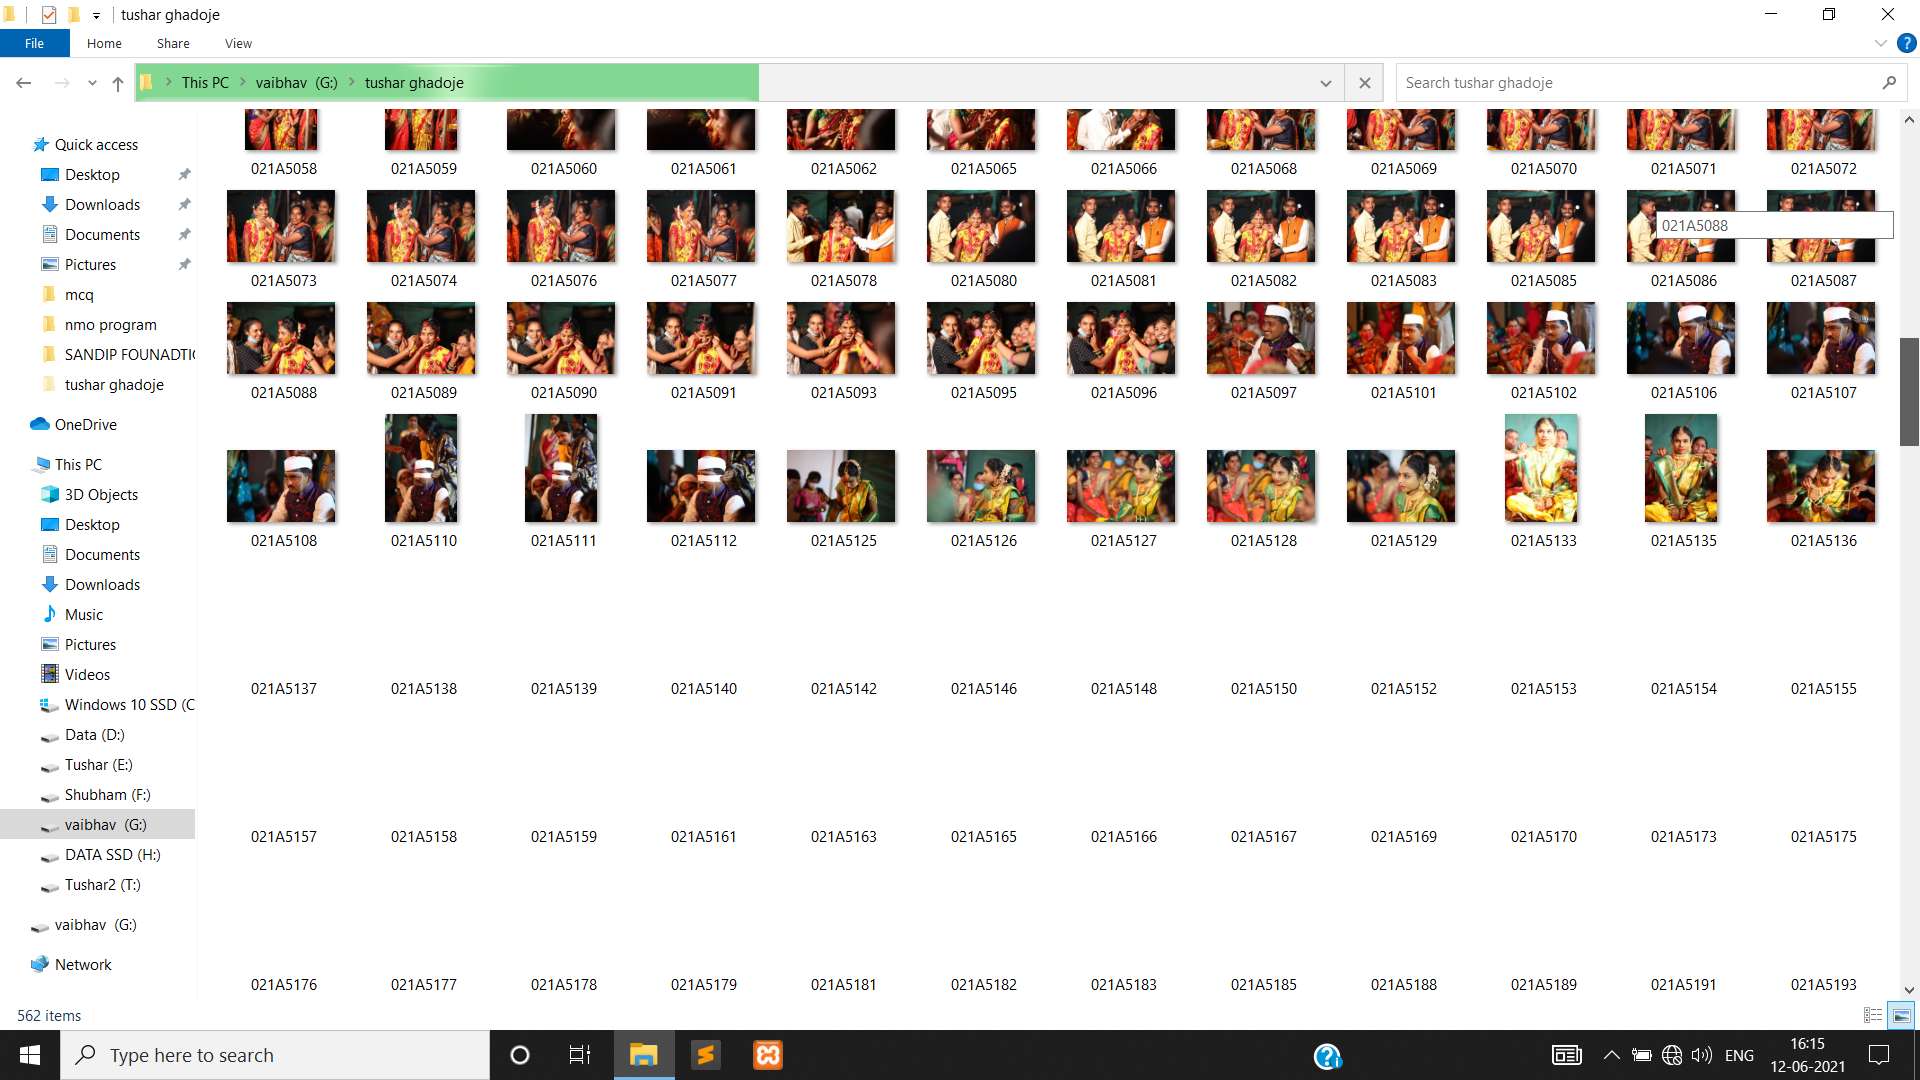 tushar ghadoje
File Home Share View
This PC vaibhav (G:) tushar ghadoje
Search tushar ghadoje
Quick access
Desktop
Downloads
Documents
Pictures
mcq
nmo program
SANDIP FOUNADTI
tushar ghadoje
OneDrive
This PC
3D Objects
Desktop
Documents
Downloads
Music
Pictures
Videos
Windows 10 SSD (C
Data (D:)
Tushar (E:)
Shubham (F:)
vaibhav (G:)
DATA SSD (H:)
Tushar2 (T:)
vaibhav (G:)
Network
021A5058 021A5059 021A5060 021A5061 021A5062 021A5065 021A5066 021A5068 021A5069 021A5070 021A5071 021A5072
021A5088
021A5073 021A5074 021A5076 021A5077 021A5078 021A5080 021A5081 021A5082 021A5083 021A5085 021A5086 021A5087
021A5088 021A5089 021A5090 021A5091 021A5093 021A5095 021A5096 021A5097 021A5101 021A5102 021A5106 021A5107
021A5108 021A5110 021A5111 021A5112 021A5125 021A5126 021A5127 021A5128 021A5129 021A5133 021A5135 021A5136
021A5137 021A5138 021A5139 021A5140 021A5142 021A5146 021A5148 021A5150 021A5152 021A5153 021A5154 021A5155
021A5157 021A5158 021A5159 021A5161 021A5163 021A5165 021A5166 021A5167 021A5169 021A5170 021A5173 021A5175
021A5176 021A5177 021A5178 021A5179 021A5181 021A5182 021A5183 021A5185 021A5188 021A5189 021A5191 021A5193
562 items
Type here to search
ENG
16:15
12-06-2021